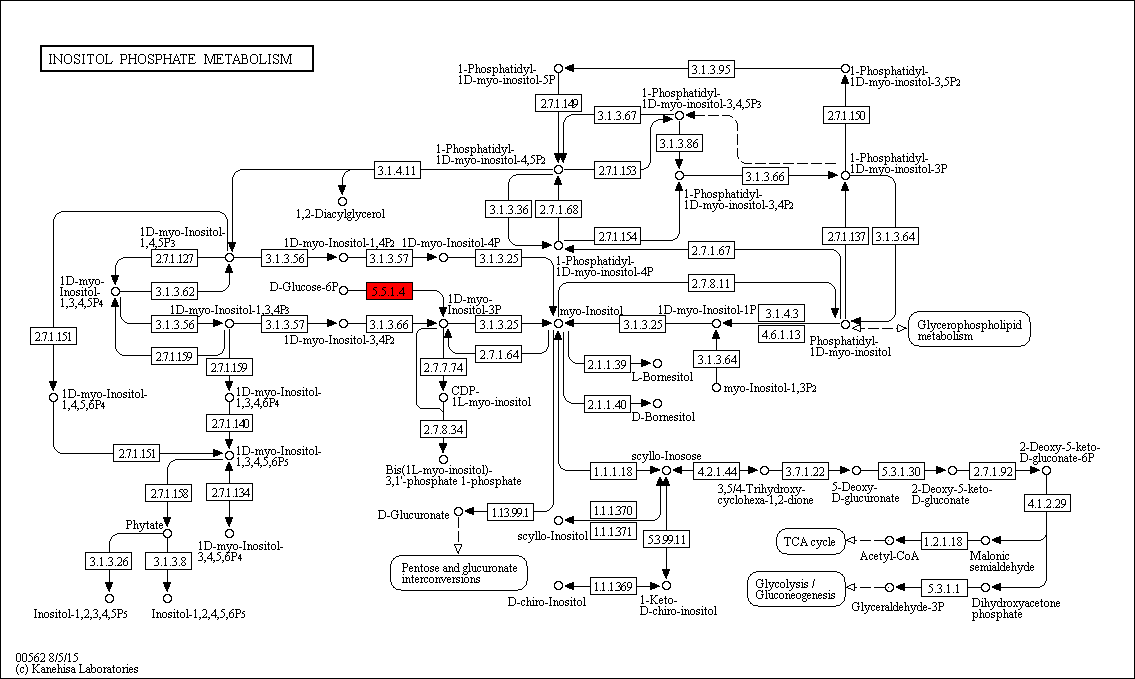 INOSITOL PHOSPHATE METABOLISM
1-Phosphatidyl-
1D-myo-inositol-5P
3.1.3.95
1-Phosphatidyl-
1D-myo-inositol-3,5P2
2.7.1.149
1-Phosphatidyl-
1D-myo-inositol-3,4,5P3
3.1.3.67
2.7.1.150
3.1.3.86
1-Phosphatidyl-
1D-myo-inositol-4,5P2
3.1.4.11
2.7.1.153
3.1.3.66
1-Phosphatidyl-
1D-myo-inositol-3P
1,2-Diacylglycerol
3.1.3.36
2.7.1.68
1-Phosphatidyl-
1D-myo-inositol-3,4P2
2.7.1.154
2.7.1.137
3.1.3.64
1D-myo-Inositol-
1,4,5P3
1D-myo-Inositol-1,4P2
1D-myo-Inositol-4P
2.7.1.67
2.7.1.127
3.1.3.56
3.1.3.57
3.1.3.25
1-Phosphatidyl-
1D-myo-inositol-4P
1D-myo-
Inositol-
1,3,4,5P4
3.1.3.62
D-Glucose-6P
5.5.1.4
2.7.8.11
1D-myo-Inositol-1,3,4P3
1D-myo-
Inositol-3P
myo-Inositol
1D-myo-Inositol-1P
3.1.4.3
4.6.1.13
3.1.3.56
3.1.3.57
3.1.3.66
3.1.3.25
3.1.3.25
Glycerophospholipid
metabolism
2.7.1.151
1D-myo-Inositol-3,4P2
Phosphatidyl-
1D-myo-inositol
2.7.1.159
2.7.1.159
2.7.1.64
2.7.7.74
2.1.1.39
L-Bornesitol
3.1.3.64
myo-Inositol-1,3P2
1D-myo-Inositol-
1,4,5,6P4
1D-myo-Inositol-
1,3,4,6P4
CDP-
1L-myo-inositol
2.1.1.40
D-Bornesitol
2.7.1.140
2.7.8.34
2.7.1.151
1D-myo-Inositol-
1,3,4,5,6P5
Bis(1L-myo-inositol)-
3,1'-phosphate 1-phosphate
scyllo-Inosose
2-Deoxy-5-keto-
D-gluconate-6P
1.1.1.18
4.2.1.44
3.7.1.22
5.3.1.30
2.7.1.92
3,5/4-Trihydroxy-
cyclohexa-1,2-dione
5-Deoxy-
D-glucuronate
2-Deoxy-5-keto-
D-gluconate
2.7.1.158
2.7.1.134
4.1.2.29
D-Glucuronate
1.13.99.1
1.1.1.370
1.1.1.371
scyllo-Inositol
Phytate
5.3.99.11
TCA cycle
1.2.1.18
Acetyl-CoA
Malonic
semialdehyde
1D-myo-Inositol-
3,4,5,6P4
3.1.3.26
3.1.3.8
Pentose and glucuronate
interconversions
1.1.1.369
D-chiro-Inositol
1-Keto-
D-chiro-inositol
Glycolysis /
Gluconeogenesis
5.3.1.1
Glyceraldehyde-3P
Dihydroxyacetone
phosphate
Inositol-1,2,3,4,5P5
Inositol-1,2,4,5,6P5
00562 8/5/15
(c) Kanehisa Laboratories